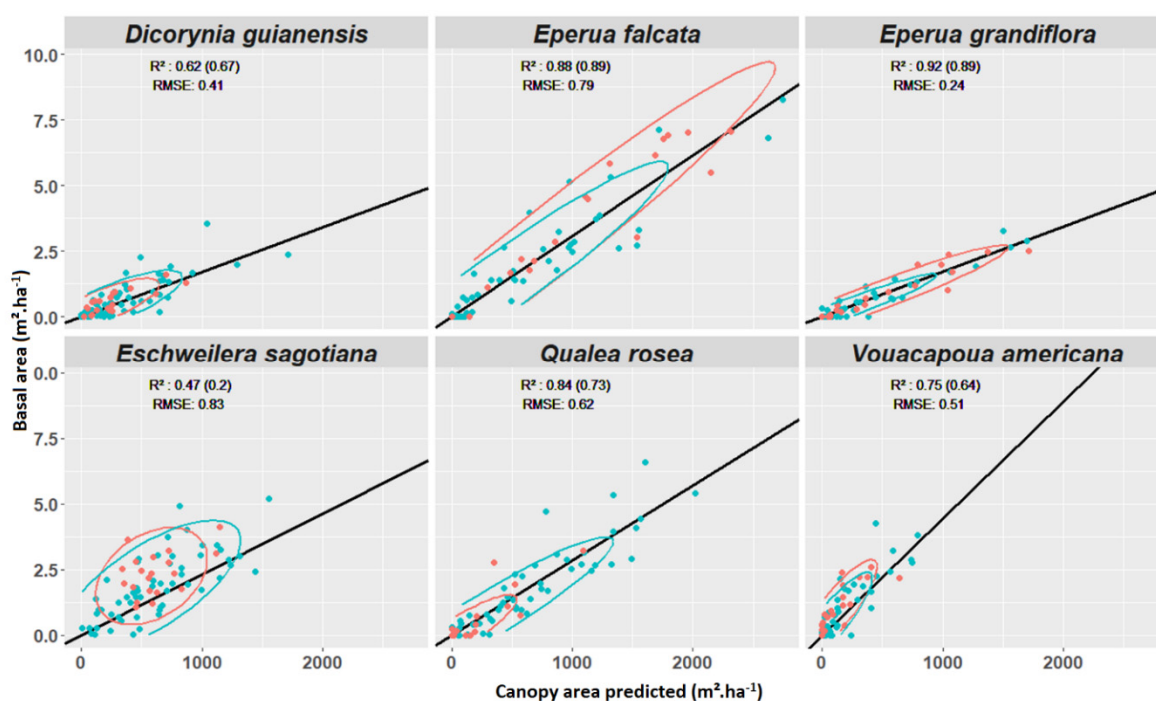 Dicorynia guianensis
Eperua falcata
Eperua grandiflora
10.0
7.5
5.0
2.5
0.0
R² : 0.62 (0.67)
RMSE: 0.41
R² : 0.88 (0.89)
RMSE: 0.79
R² : 0.92 (0.89)
RMSE: 0.24
Eschweilera sagotiana
Qualea rosea
Vouacapoua americana
0.0
7.5
5.0
2.5
0.0
R² : 0.47 (0.2)
RMSE: 0.83
R² : 0.84 (0.73)
RMSE: 0.62
R² : 0.75 (0.64)
RMSE: 0.51
Basal area (m².ha⁻¹)
0 1000 2000
0 1000 2000
0 1000 2000
Canopy area predicted (m².ha⁻¹)